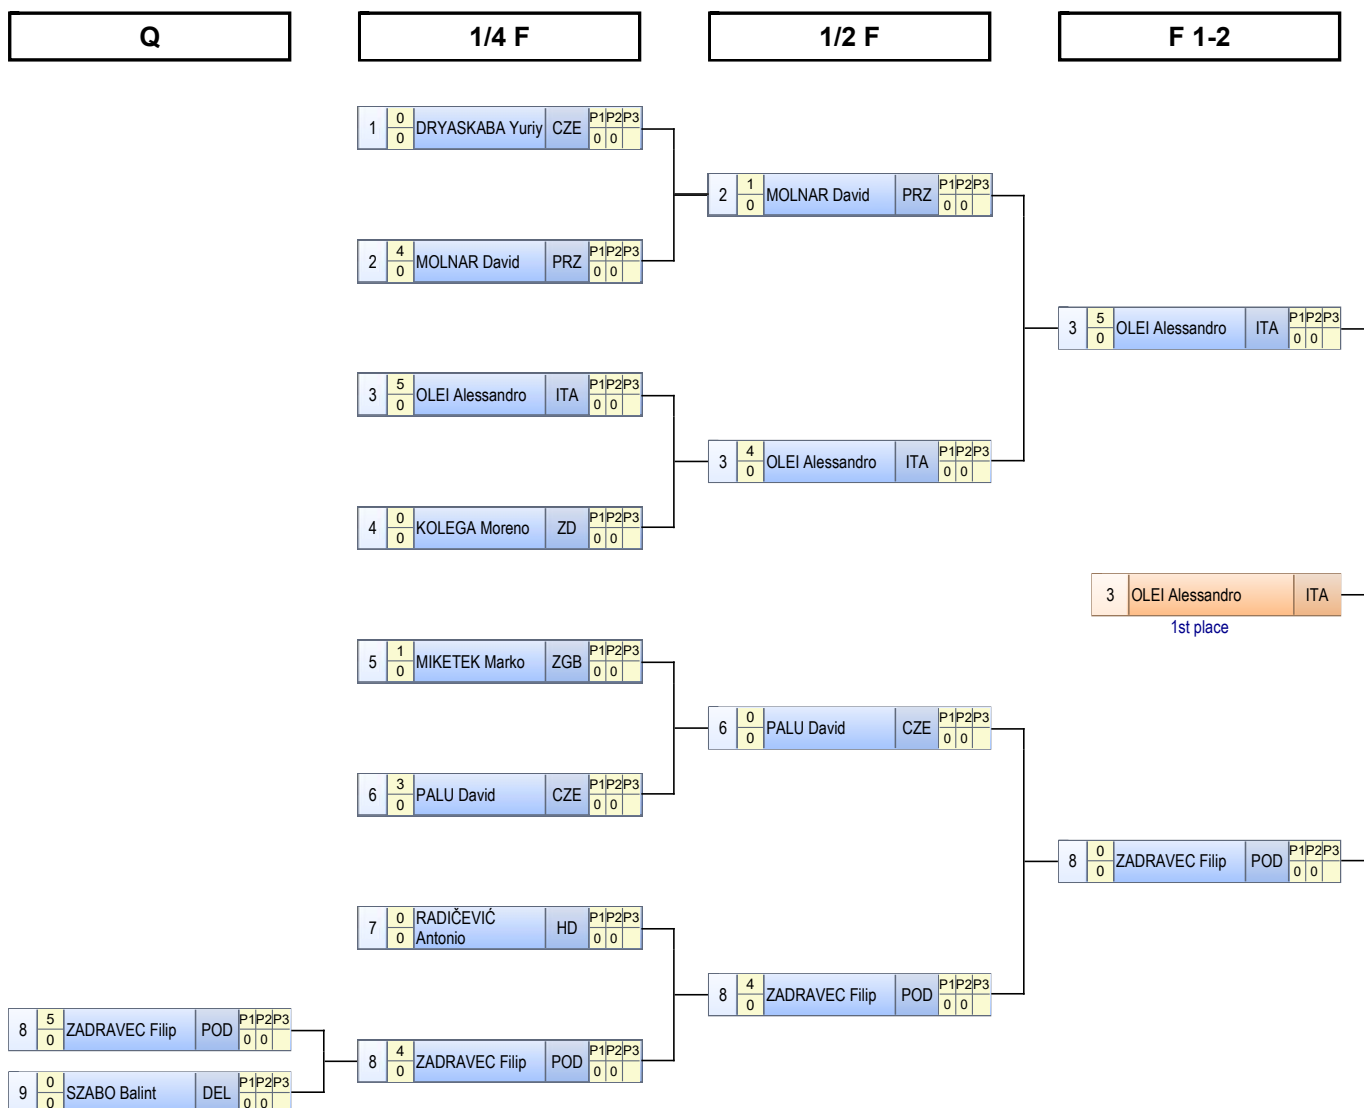 Q 1/4 F 1/2 F F 1-2
1 0 0 DRYASKABA Yuriy CZE P1 P2 P3 0 0
2 1 0 MOLNAR David PRZ P1 P2 P3 0 0
2 4 0 MOLNAR David PRZ P1 P2 P3 0 0
3 5 0 OLEI Alessandro ITA P1 P2 P3 0 0
3 5 0 OLEI Alessandro ITA P1 P2 P3 0 0
3 4 0 OLEI Alessandro ITA P1 P2 P3 0 0
4 0 0 KOLEGA Moreno ZD P1 P2 P3 0 0
3 OLEI Alessandro ITA
1st place
5 1 0 MIKETEK Marko ZGB P1 P2 P3 0 0
6 0 0 PALU David CZE P1 P2 P3 0 0
6 3 0 PALU David CZE P1 P2 P3 0 0
8 0 0 ZADRAVEC Filip POD P1 P2 P3 0 0
7 0 0 RADIČEVIĆ Antonio HD P1 P2 P3 0 0
8 4 0 ZADRAVEC Filip POD P1 P2 P3 0 0
8 5 0 ZADRAVEC Filip POD P1 P2 P3 0 0
8 4 0 ZADRAVEC Filip POD P1 P2 P3 0 0
9 0 0 SZABO Balint DEL P1 P2 P3 0 0